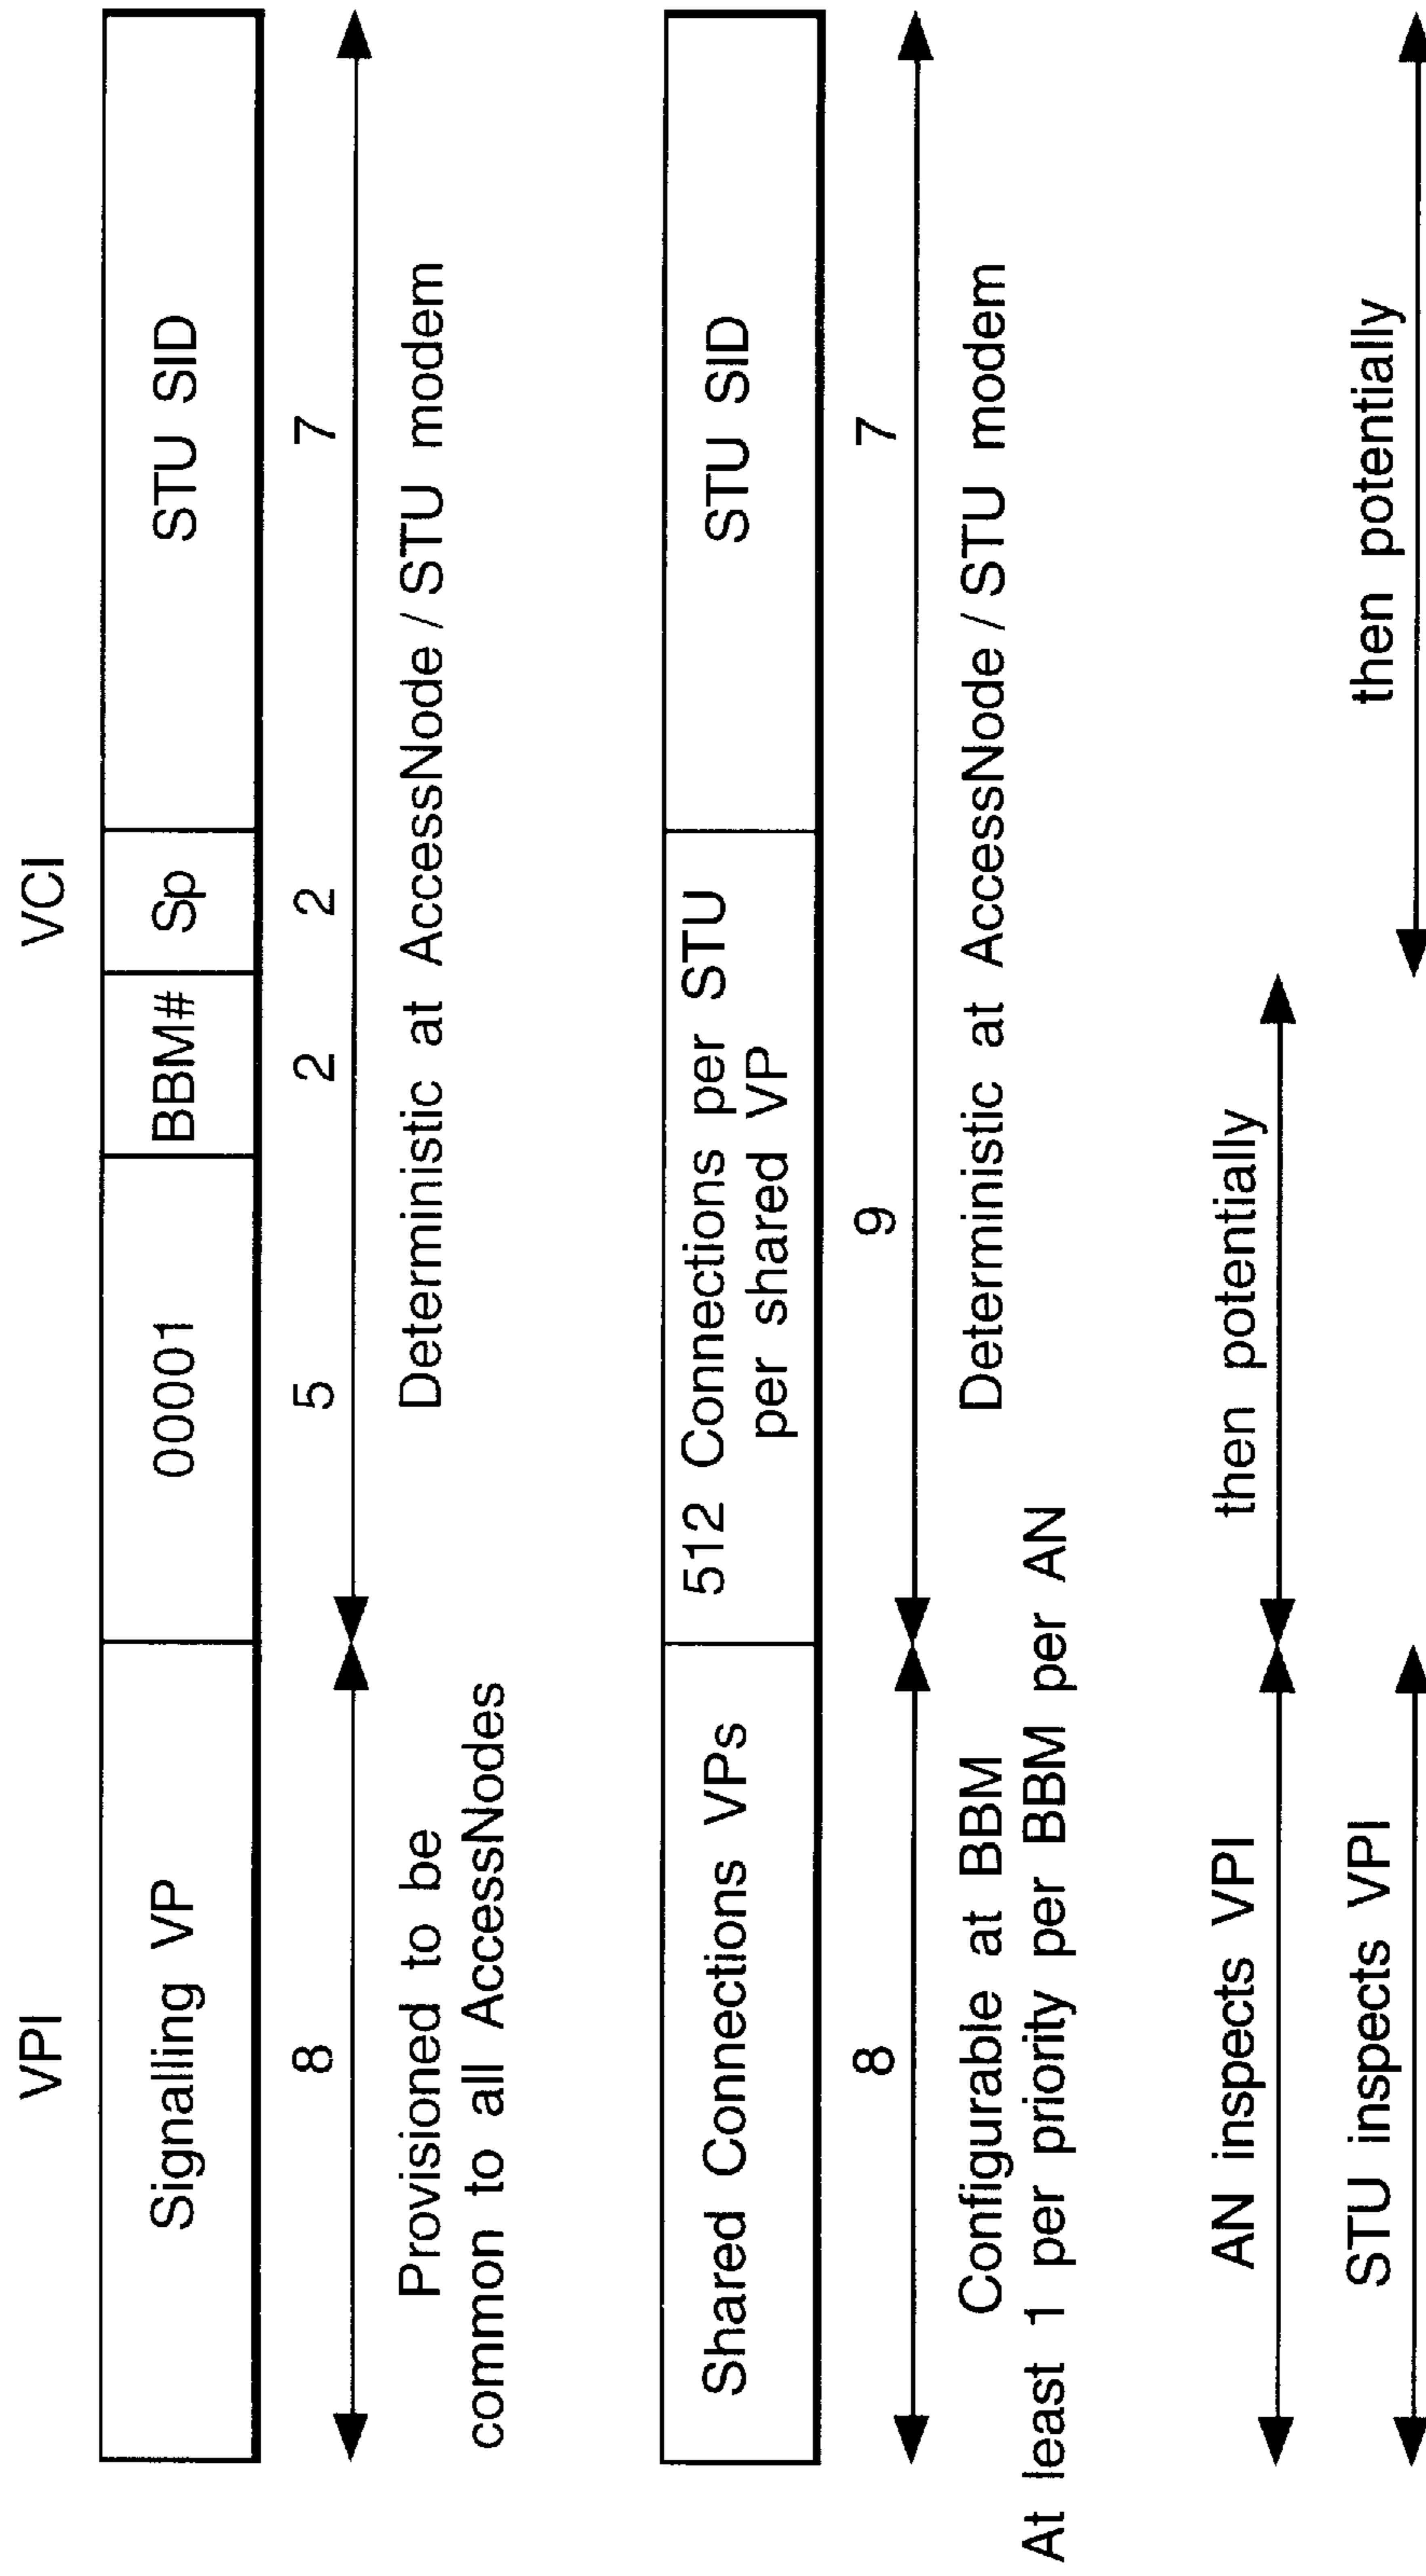 VPI
VCI
Signalling VP
00001
BBM#
Sp
STU SID
8
5
2
2
7
Provisioned to be
common to all AccessNodes
Deterministic at AccessNode / STU modem
Shared Connections VPs
512 Connections per STU
per shared VP
STU SID
8
9
7
Configurable at BBM
At least 1 per priority per BBM per AN
Deterministic at AccessNode / STU modem
AN inspects VPI
then potentially
STU inspects VPI
then potentially